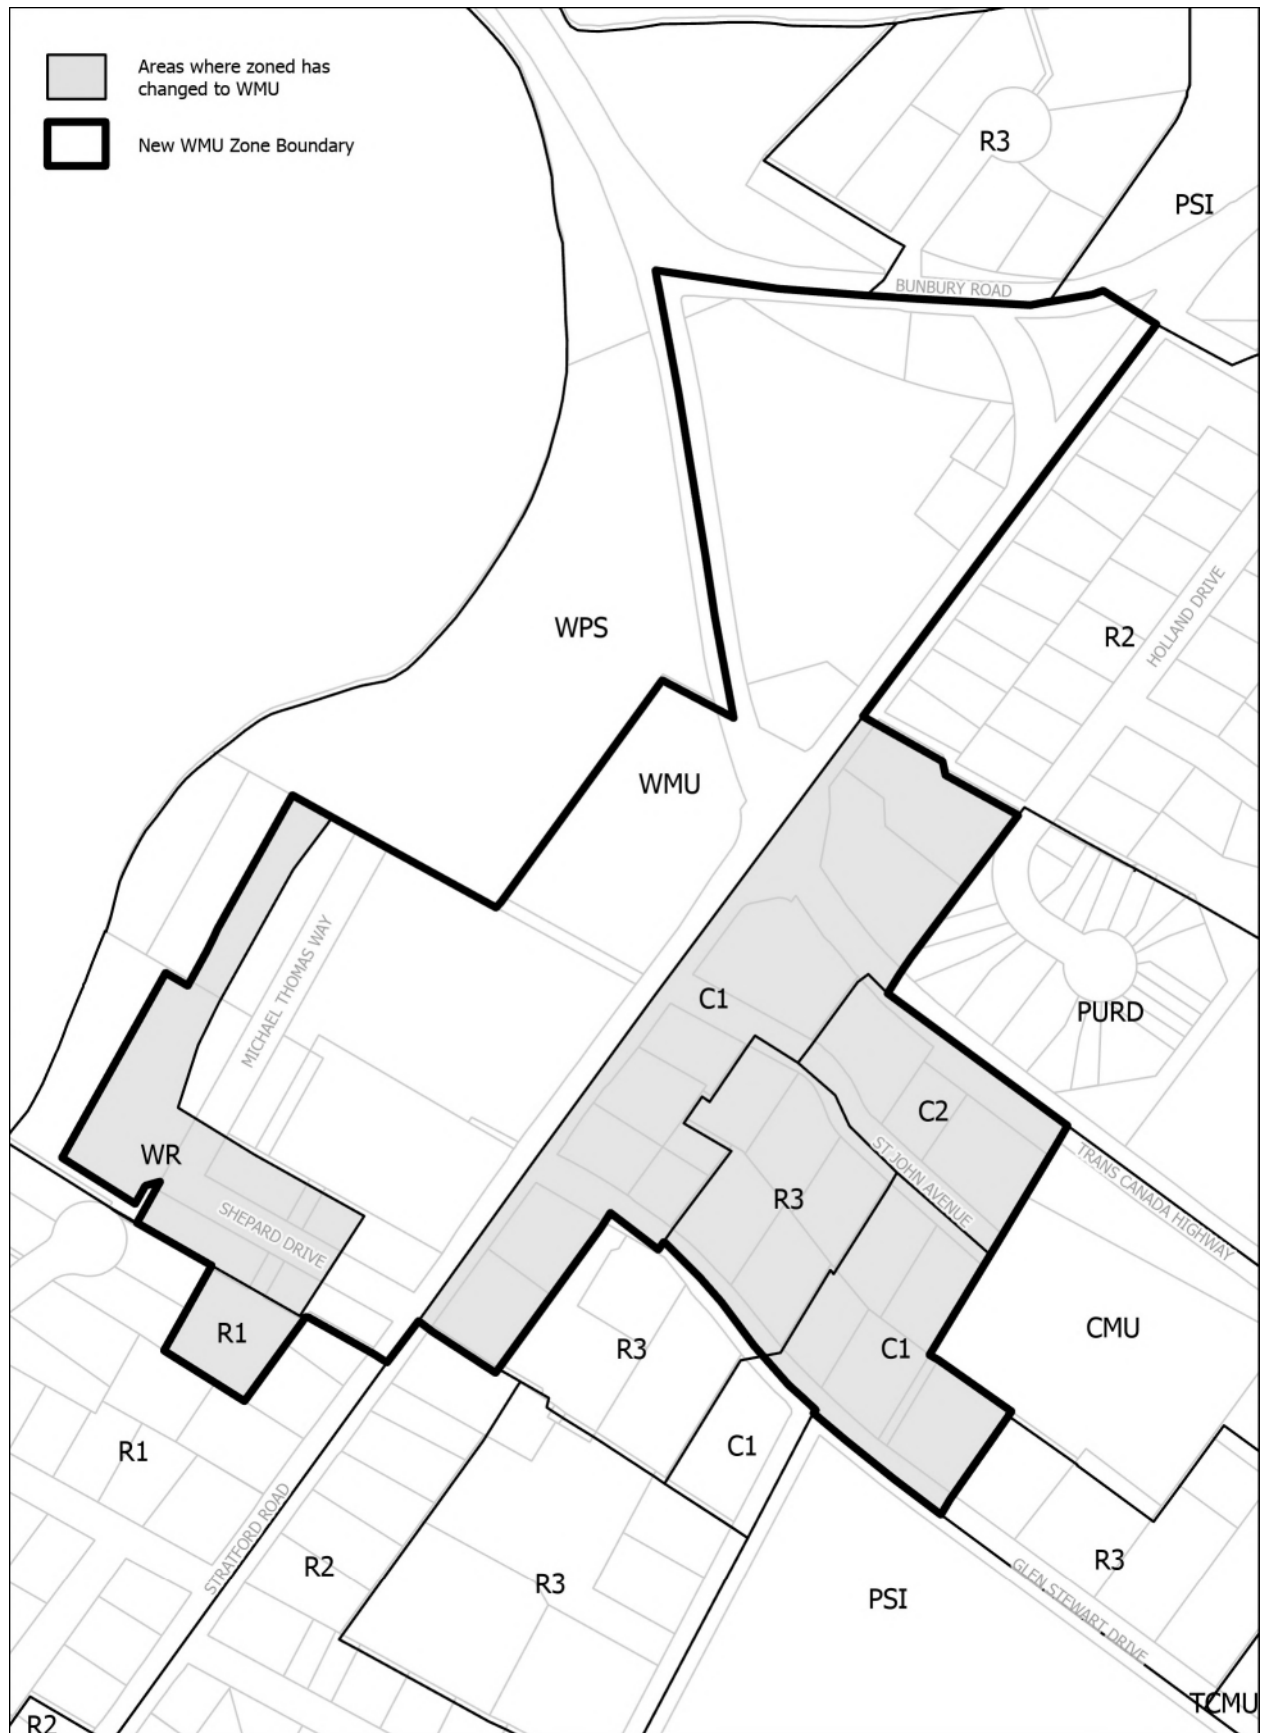 Areas where zoned has
changed to WMU
New WMU Zone Boundary
R3
PSI
BUNBURY ROAD
WPS
R2
HOLLAND DRIVE
WMU
C1
PURD
MICHAEL THOMAS WAY
C2
WR
ST JOHN AVENUE
TRANS CANADA HIGHWAY
R3
SHEPARD DRIVE
R1
R3
C1
CMU
R1
C1
STRATFORD ROAD
R2
R3
PSI
R3
GLEN STEWART DRIVE
TCMU
R2